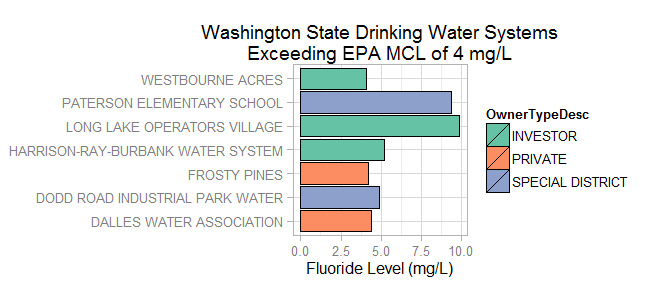 Washington State Drinking Water Systems
Exceeding EPA MCL of 4 mg/L
WESTBOURNE ACRES
PATERSON ELEMENTARY SCHOOL
LONG LAKE OPERATORS VILLAGE
HARRISON-RAY-BURBANK WATER SYSTEM
FROSTY PINES
DODD ROAD INDUSTRIAL PARK WATER
DALLES WATER ASSOCIATION
0.0 2.5 5.0 7.5 10.0
Fluoride Level (mg/L)
OwnerTypeDesc
INVESTOR
PRIVATE
SPECIAL DISTRICT